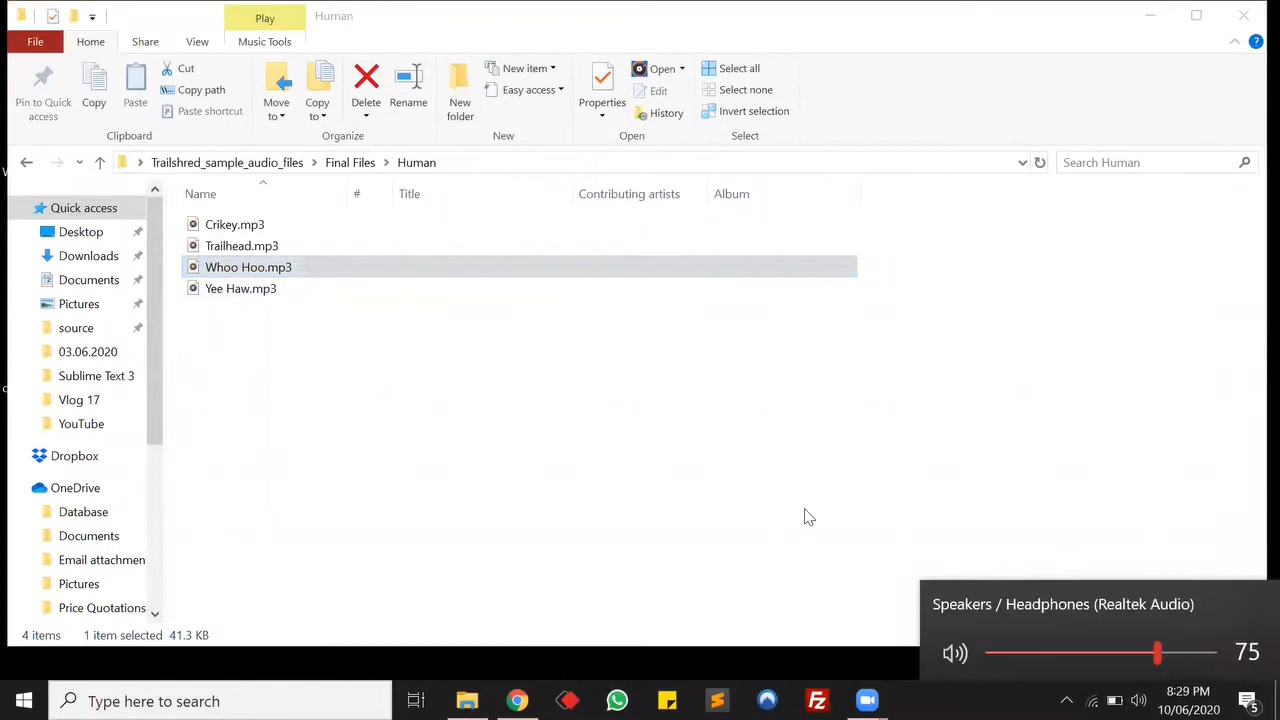 Play
Human
File
Home
Share
View
Music Tools
Pin to Quick access
Copy
Paste
Cut
Copy path
Paste shortcut
Clipboard
Move to
Copy to
Delete
Rename
Organize
New folder
New item
Easy access
New
Properties
Open
Edit
History
Open
Select all
Select none
Invert selection
Select
Trailshred_sample_audio_files
Final Files
Human
Search Human
Name
#
Title
Contributing artists
Album
Quick access
Desktop
Downloads
Documents
Pictures
source
03.06.2020
Sublime Text 3
Vlog 17
YouTube
Dropbox
OneDrive
Database
Documents
Email attachmen
Pictures
Price Quotations
Crikey.mp3
Trailhead.mp3
Whoo Hoo.mp3
Yee Haw.mp3
4 items
1 item selected 41.3 KB
Speakers / Headphones (Realtek Audio)
75
Type here to search
8:29 PM
10/06/2020
5